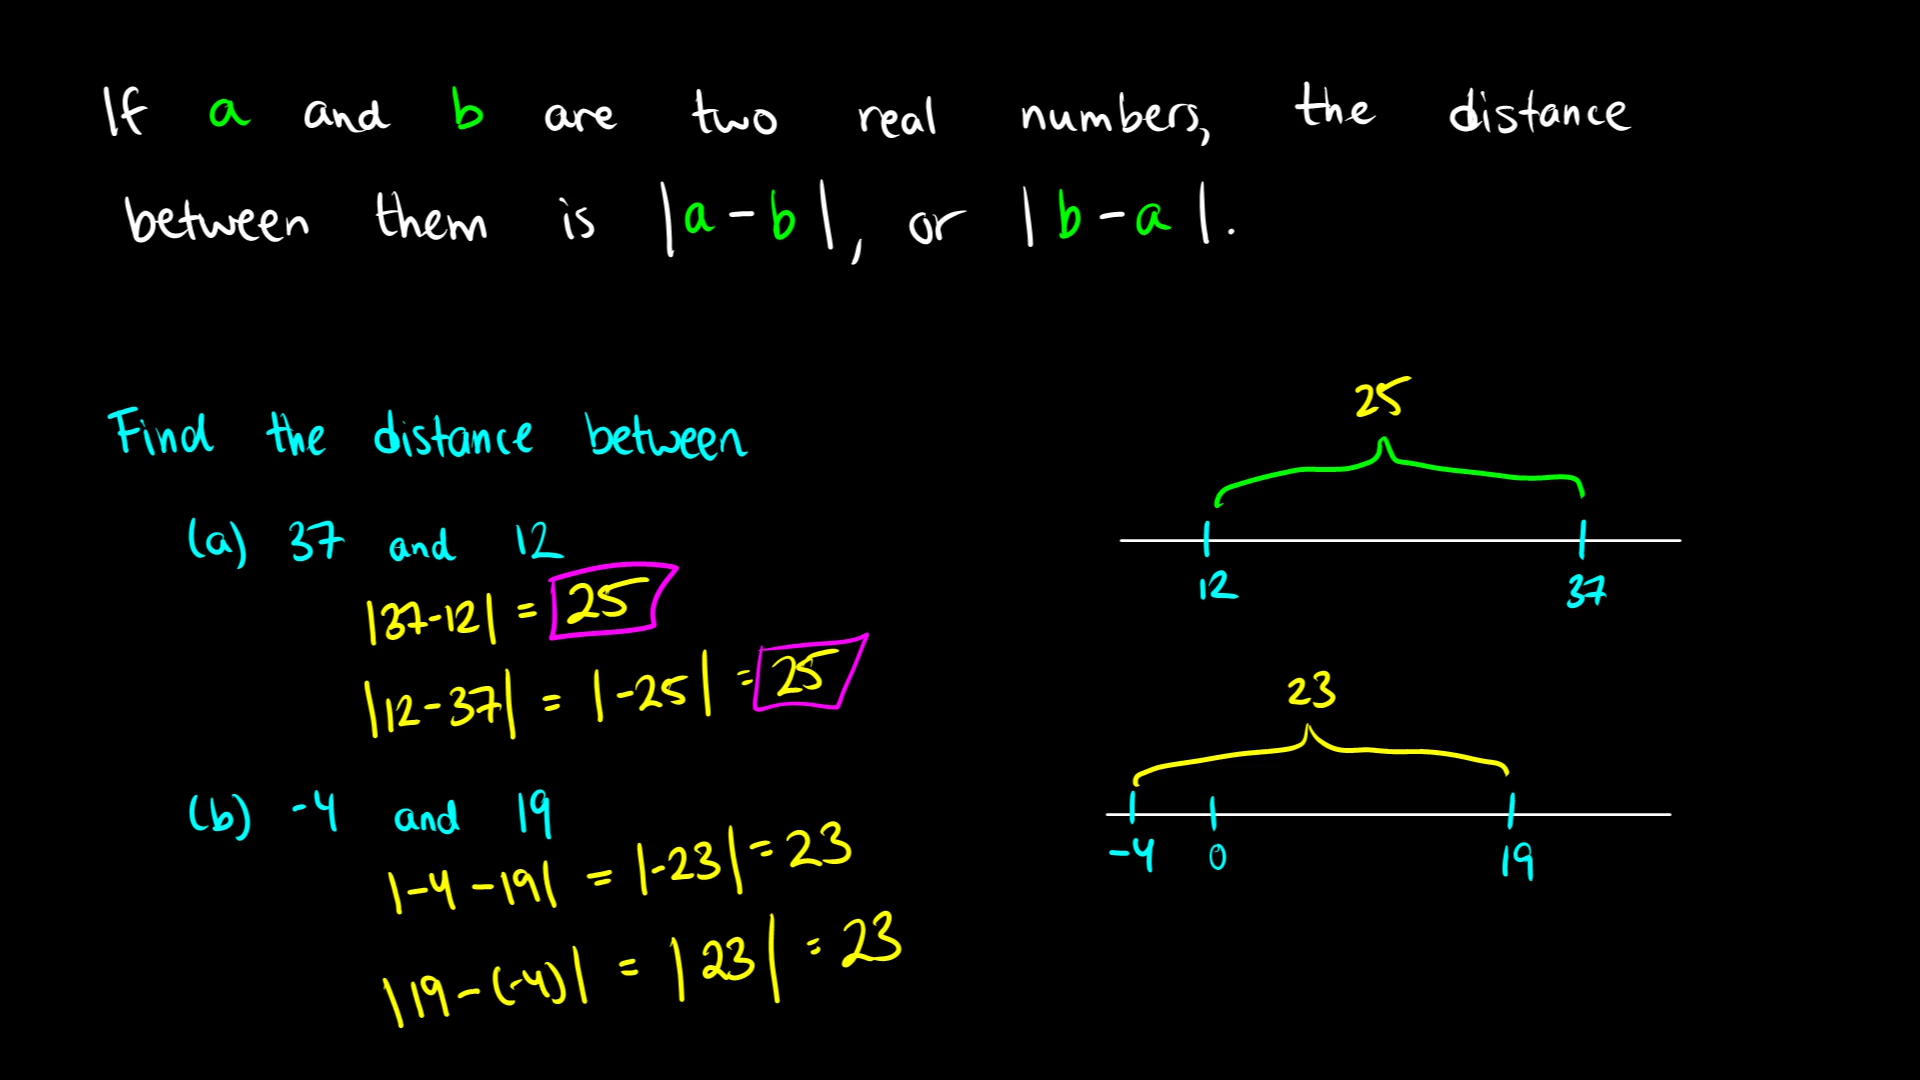 If a and b are two real numbers, the distance
between them is |a-b|, or |b-a|.
Find the distance between
(a) 37 and 12
|37-12| = 25
|12-37| = |-25| = 25
(b) -4 and 19
|-4-19| = |-23| = 23
|19-(-4)| = |23| = 23
25
12 37
23
-4 0 19